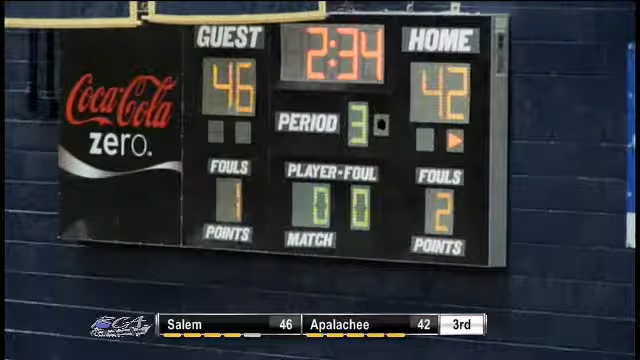 GUEST 2:34 HOME
46 42
PERIOD 3
Coca-Cola
zero.
FOULS PLAYER-FOUL FOULS
1 0 0 2
POINTS MATCH POINTS
Salem 46 Apalachee 42 3rd